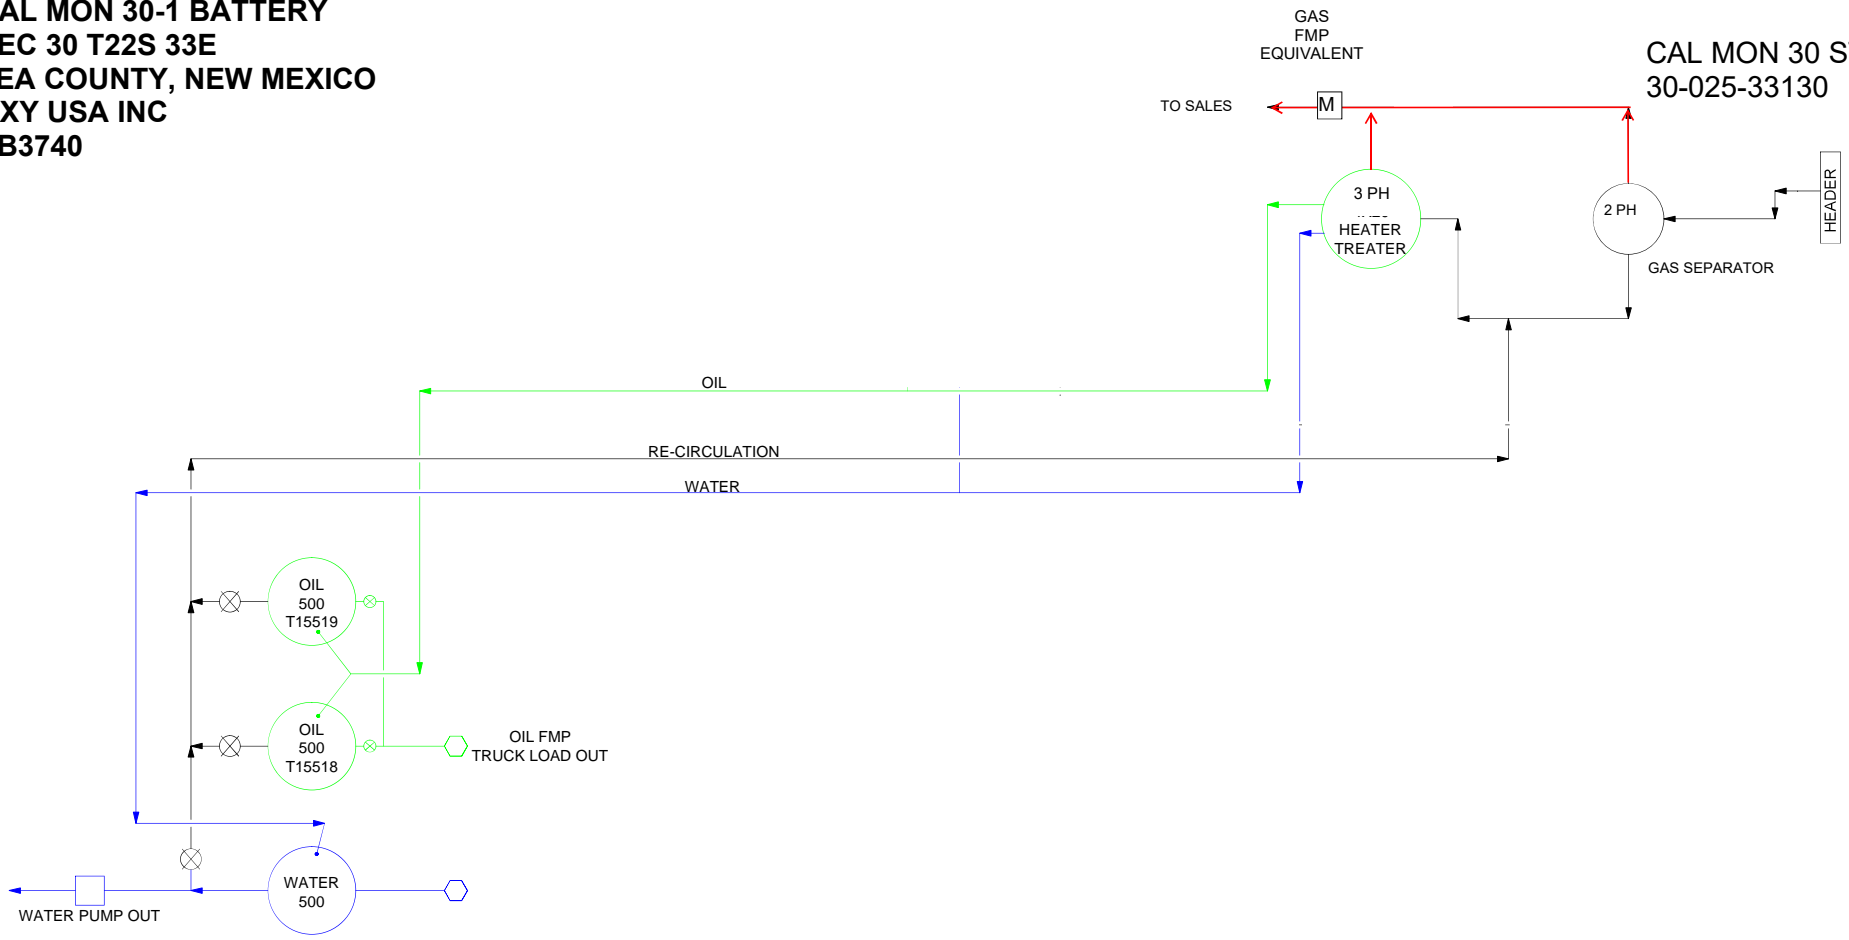 AL MON 30-1 BATTERY
EC 30 T22S 33E
EA COUNTY, NEW MEXICO
XY USA INC
B3740
GAS
FMP
EQUIVALENT
CAL MON 30 S
30-025-33130
TO SALES
M
3 PH
HEATER
TREATER
2 PH
HEADER
GAS SEPARATOR
OIL
RE-CIRCULATION
WATER
OIL
500
T15519
OIL
500
T15518
OIL FMP
TRUCK LOAD OUT
WATER
500
WATER PUMP OUT